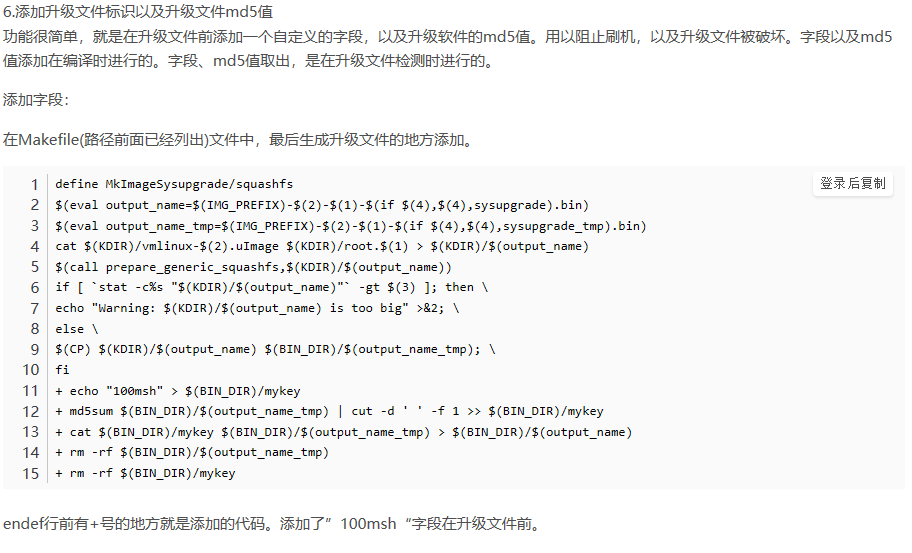 6.添加升级文件标识以及升级文件md5值
功能很简单，就是在升级文件前添加一个自定义的字段，以及升级软件的md5值。用以阻止刷机，以及升级文件被破坏。字段以及md5
值添加在编译时进行的。字段、md5值取出，是在升级文件检测时进行的。
添加字段：
在Makefile(路径前面已经列出)文件中，最后生成升级文件的地方添加。
登录后复制
1 define MkImageSysupgrade/squashfs
2 $(eval output_name=$(IMG_PREFIX)-$(2)-$(1)-$(if $(4),$(4),sysupgrade).bin)
3 $(eval output_name_tmp=$(IMG_PREFIX)-$(2)-$(1)-$(if $(4),$(4),sysupgrade_tmp).bin)
4 cat $(KDIR)/vmlinux-$(2).uImage $(KDIR)/root.$(1) > $(KDIR)/$(output_name)
5 $(call prepare_generic_squashfs,$(KDIR)/$(output_name))
6 if [ `stat -c%s "$(KDIR)/$(output_name)"` -gt $(3) ]; then \
7 echo "Warning: $(KDIR)/$(output_name) is too big" >&2; \
8 else \
9 $(CP) $(KDIR)/$(output_name) $(BIN_DIR)/$(output_name_tmp); \
10 fi
11 + echo "100msh" > $(BIN_DIR)/mykey
12 + md5sum $(BIN_DIR)/$(output_name_tmp) | cut -d ' ' -f 1 >> $(BIN_DIR)/mykey
13 + cat $(BIN_DIR)/mykey $(BIN_DIR)/$(output_name_tmp) > $(BIN_DIR)/$(output_name)
14 + rm -rf $(BIN_DIR)/$(output_name_tmp)
15 + rm -rf $(BIN_DIR)/mykey
endef行前有+号的地方就是添加的代码。添加了”100msh“字段在升级文件前。